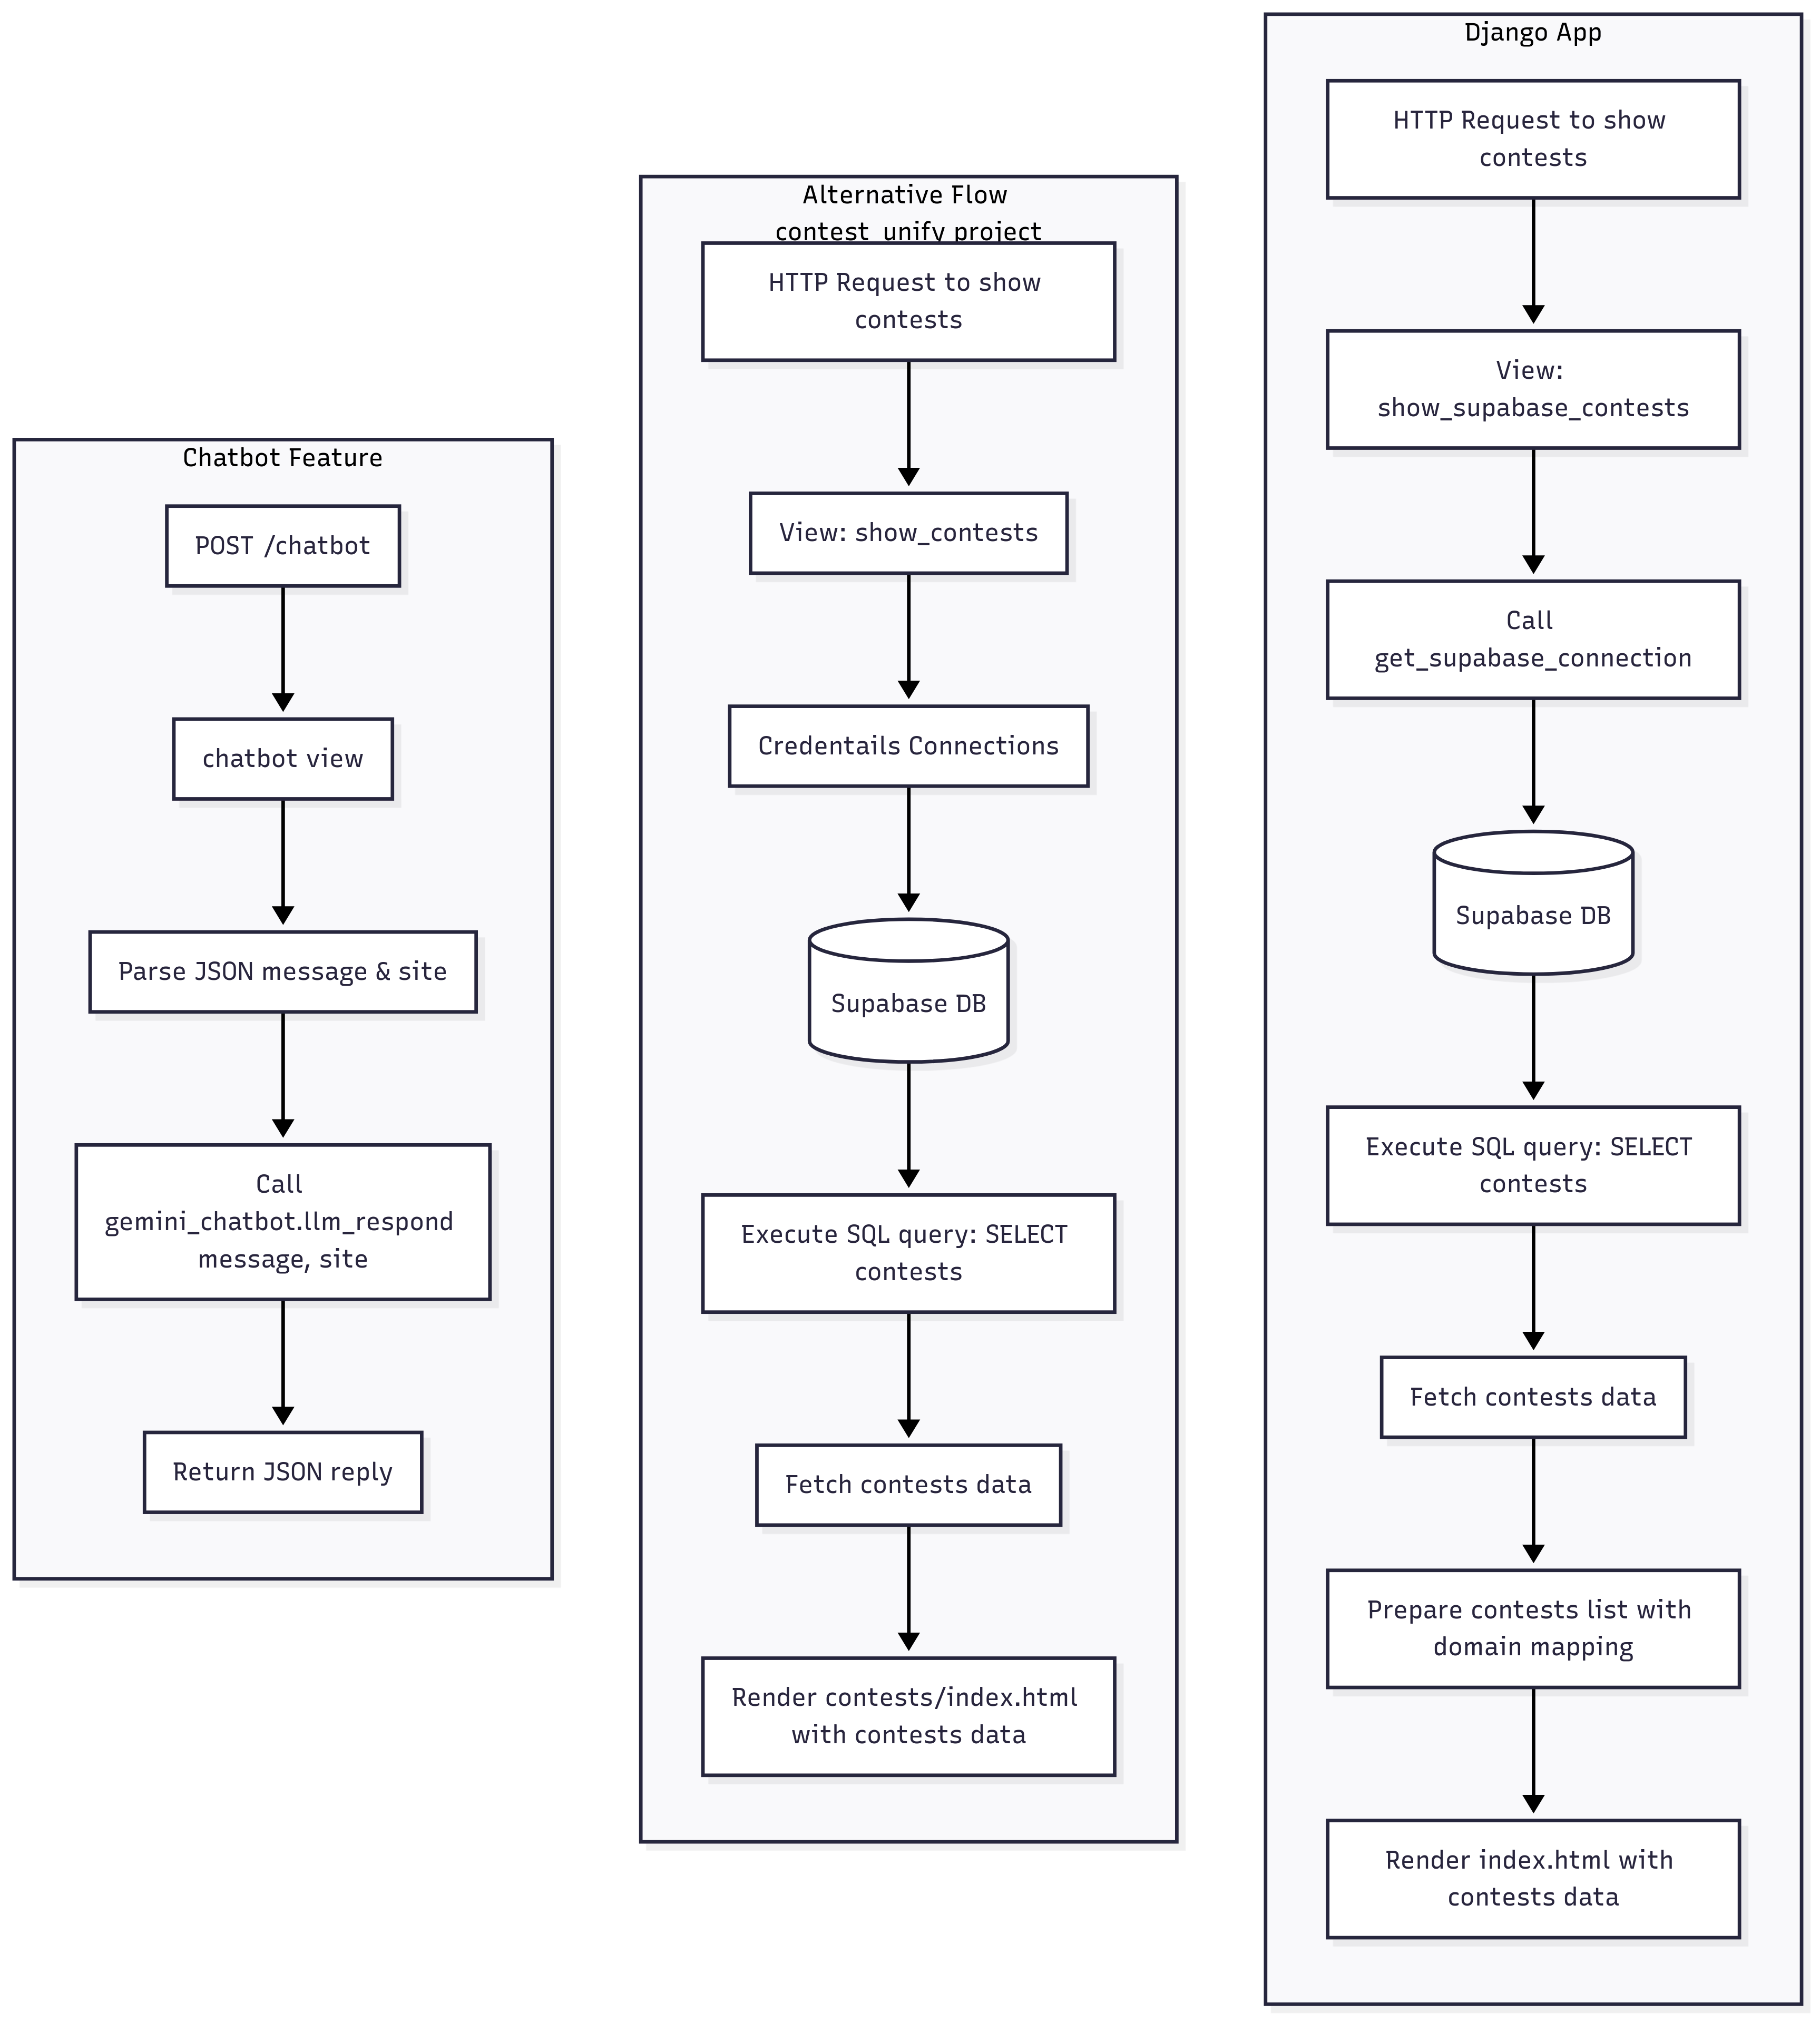 Chatbot Feature
POST /chatbot
chatbot view
Parse JSON message & site
Call
gemini_chatbot.llm_respond
message, site
Return JSON reply
Alternative Flow
contest_unify project
HTTP Request to show
contests
View: show_contests
Credentails Connections
Supabase DB
Execute SQL query: SELECT
contests
Fetch contests data
Render contests/index.html
with contests data
Django App
HTTP Request to show
contests
View:
show_supabase_contests
Call
get_supabase_connection
Supabase DB
Execute SQL query: SELECT
contests
Fetch contests data
Prepare contests list with
domain mapping
Render index.html with
contests data